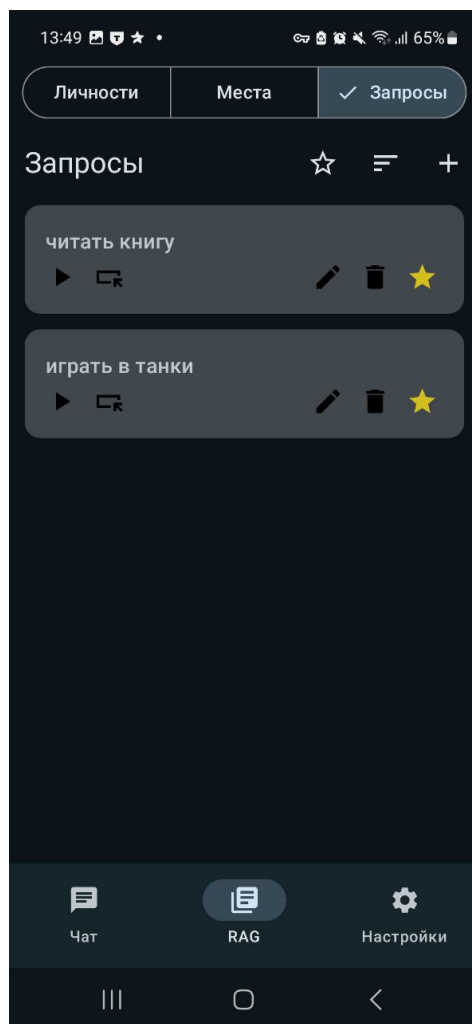 13:49 65%
Личности Места Запросы
Запросы
читать книгу
играть в танки
Чат RAG Настройки